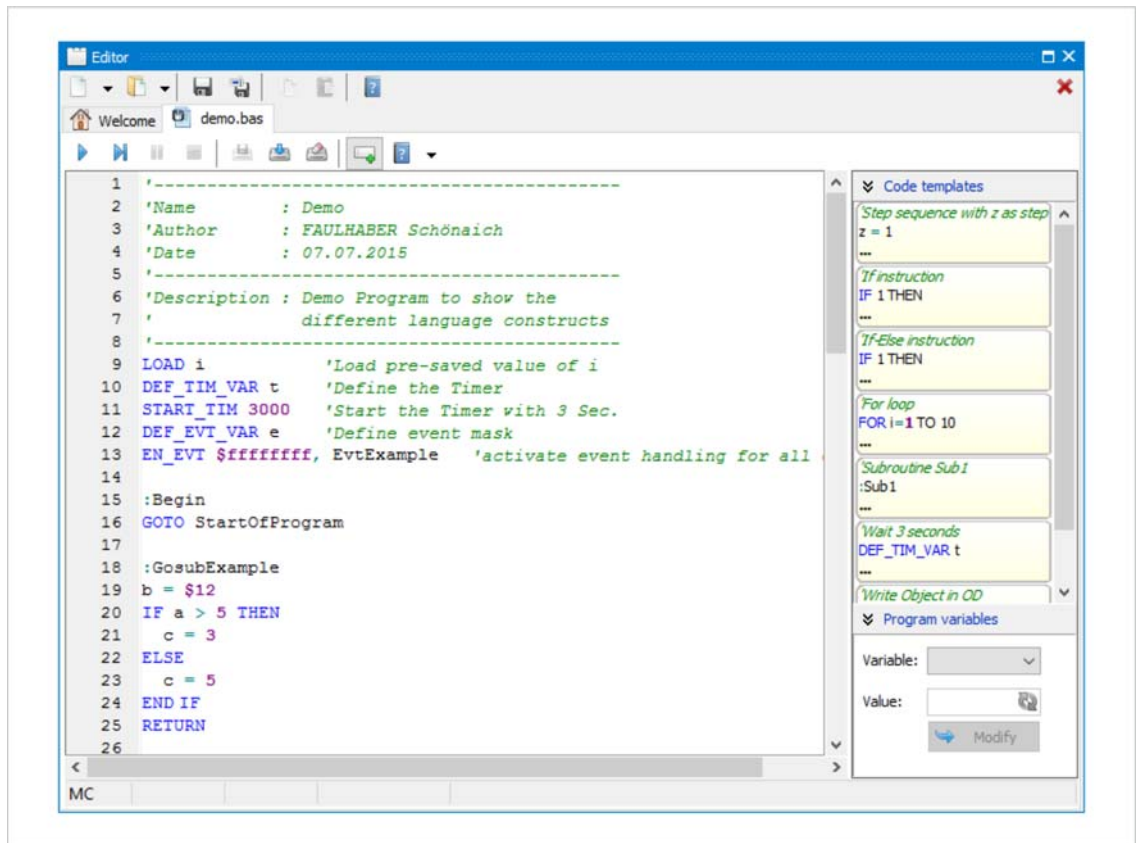 Editor
Welcome
demo.bas
1 '--------------------------------------------
2 'Name : Demo
3 'Author : FAULHABER Schönaich
4 'Date : 07.07.2015
5 '--------------------------------------------
6 'Description : Demo Program to show the
7 ' different language constructs
8 '--------------------------------------------
9 LOAD i 'Load pre-saved value of i
10 DEF_TIM_VAR t 'Define the Timer
11 START_TIM 3000 'Start the Timer with 3 Sec.
12 DEF_EVT_VAR e 'Define event mask
13 EN_EVT $ffffffff, EvtExample 'activate event handling for all
14
15 :Begin
16 GOTO StartOfProgram
17
18 :GosubExample
19 b = $12
20 IF a > 5 THEN
21 c = 3
22 ELSE
23 c = 5
24 END IF
25 RETURN
26
MC
Code templates
'Step sequence with z as step
z = 1
...
'If instruction
IF 1 THEN
...
'If-Else instruction
IF 1 THEN
...
'For loop
FOR i=1 TO 10
...
'Subroutine Sub1
:Sub1
...
'Wait 3 seconds
DEF_TIM_VAR t
...
'Write Object in OD
Program variables
Variable:
Value:
Modify